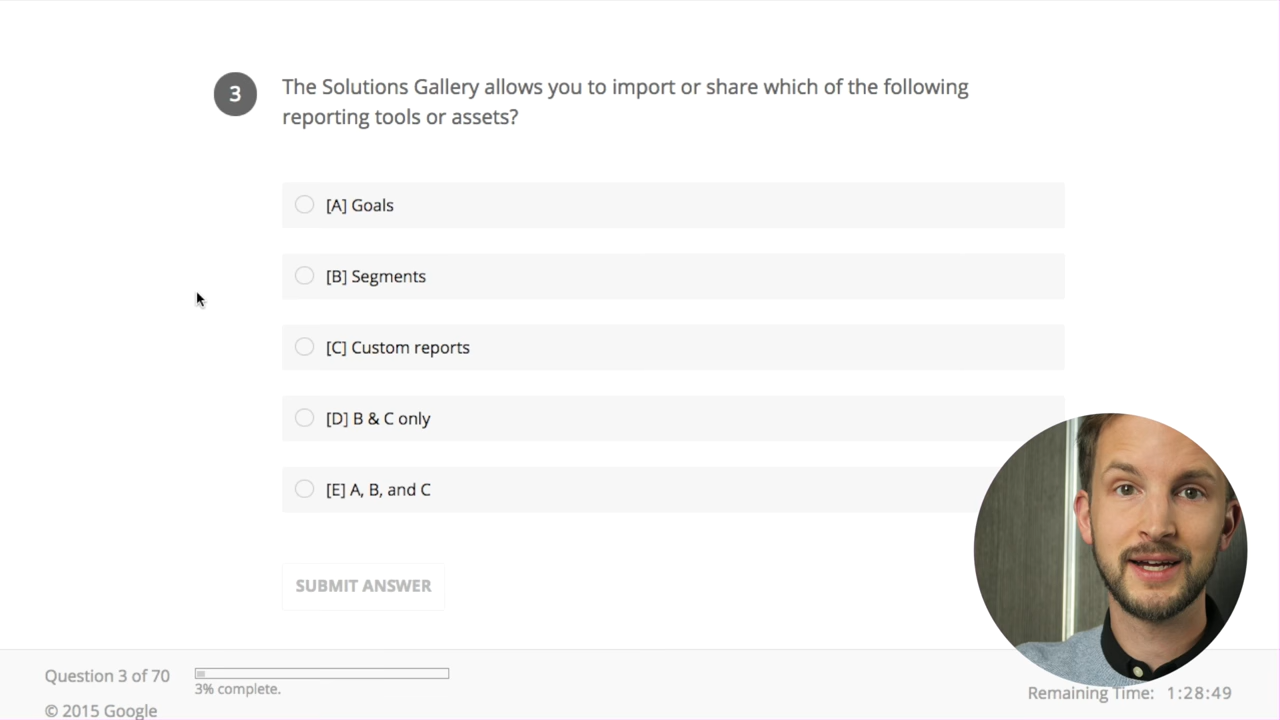 3
The Solutions Gallery allows you to import or share which of the following
reporting tools or assets?
[A] Goals
[B] Segments
[C] Custom reports
[D] B & C only
[E] A, B, and C
SUBMIT ANSWER
Question 3 of 70
3% complete.
Remaining Time: 1:28:49
© 2015 Google